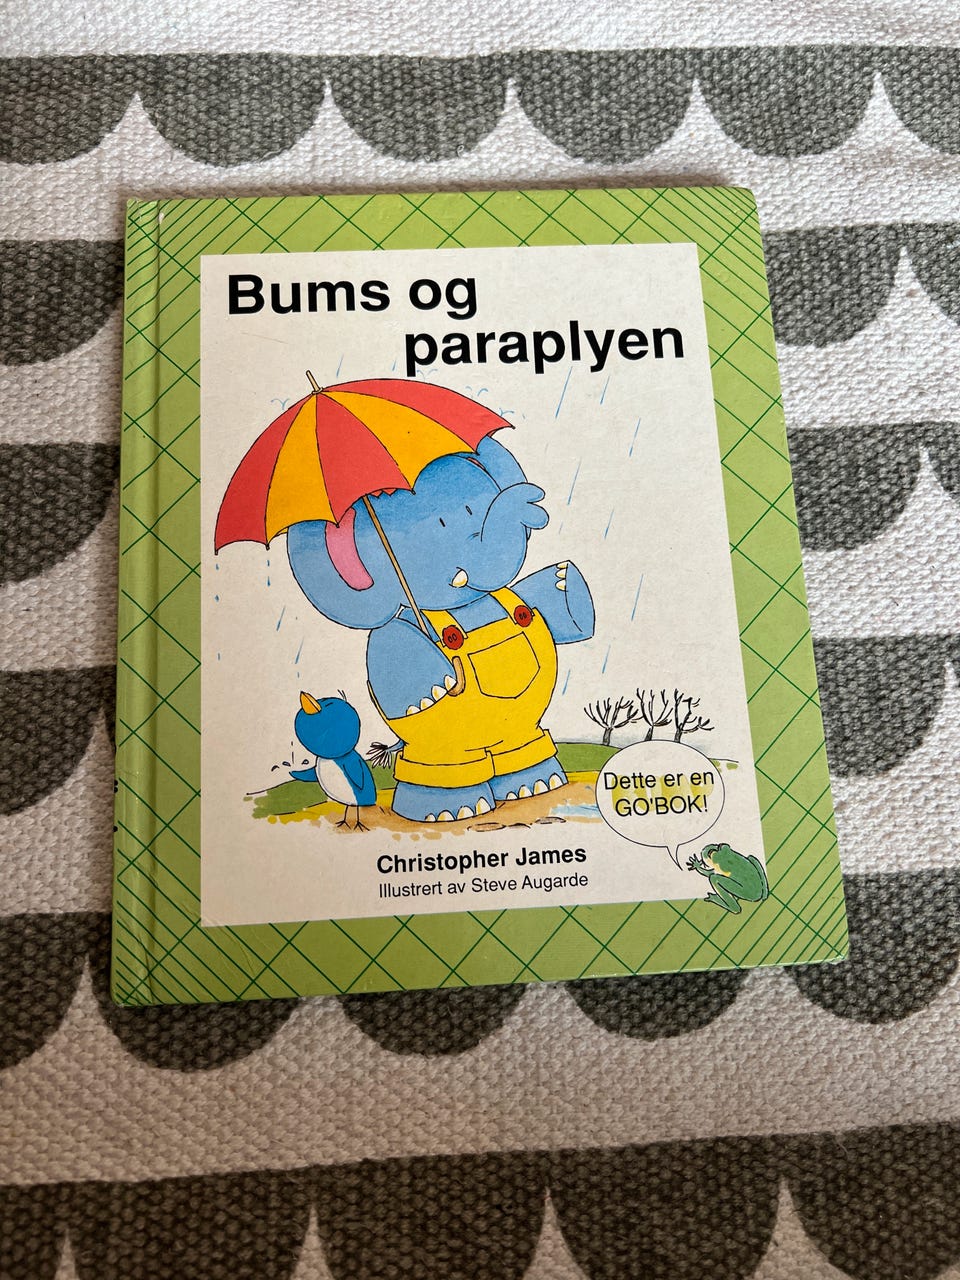 Bums og
paraplyen
Dette er en
GO'BOK!
Christopher James
Illustrert av Steve Augarde